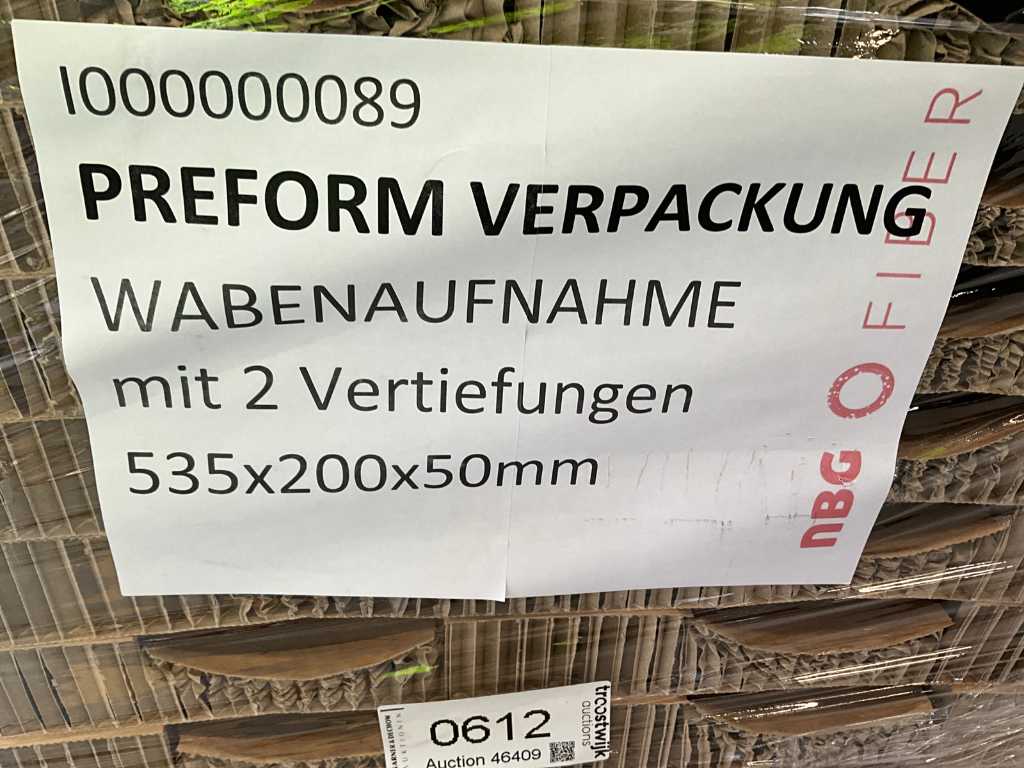 I000000089
PREFORM VERPACKUNG
WABENAUFNAHME
mit 2 Vertiefungen
535x200x50mm
NBG FIBER
0612
Auction 46409
troostwijk
auctions